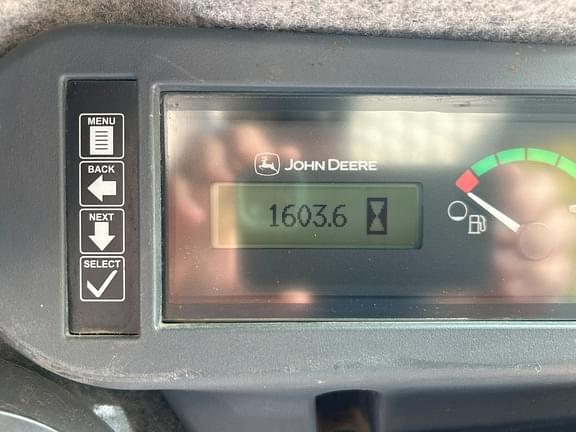 MENU
BACK
NEXT
SELECT
JOHN DEERE
1603.6